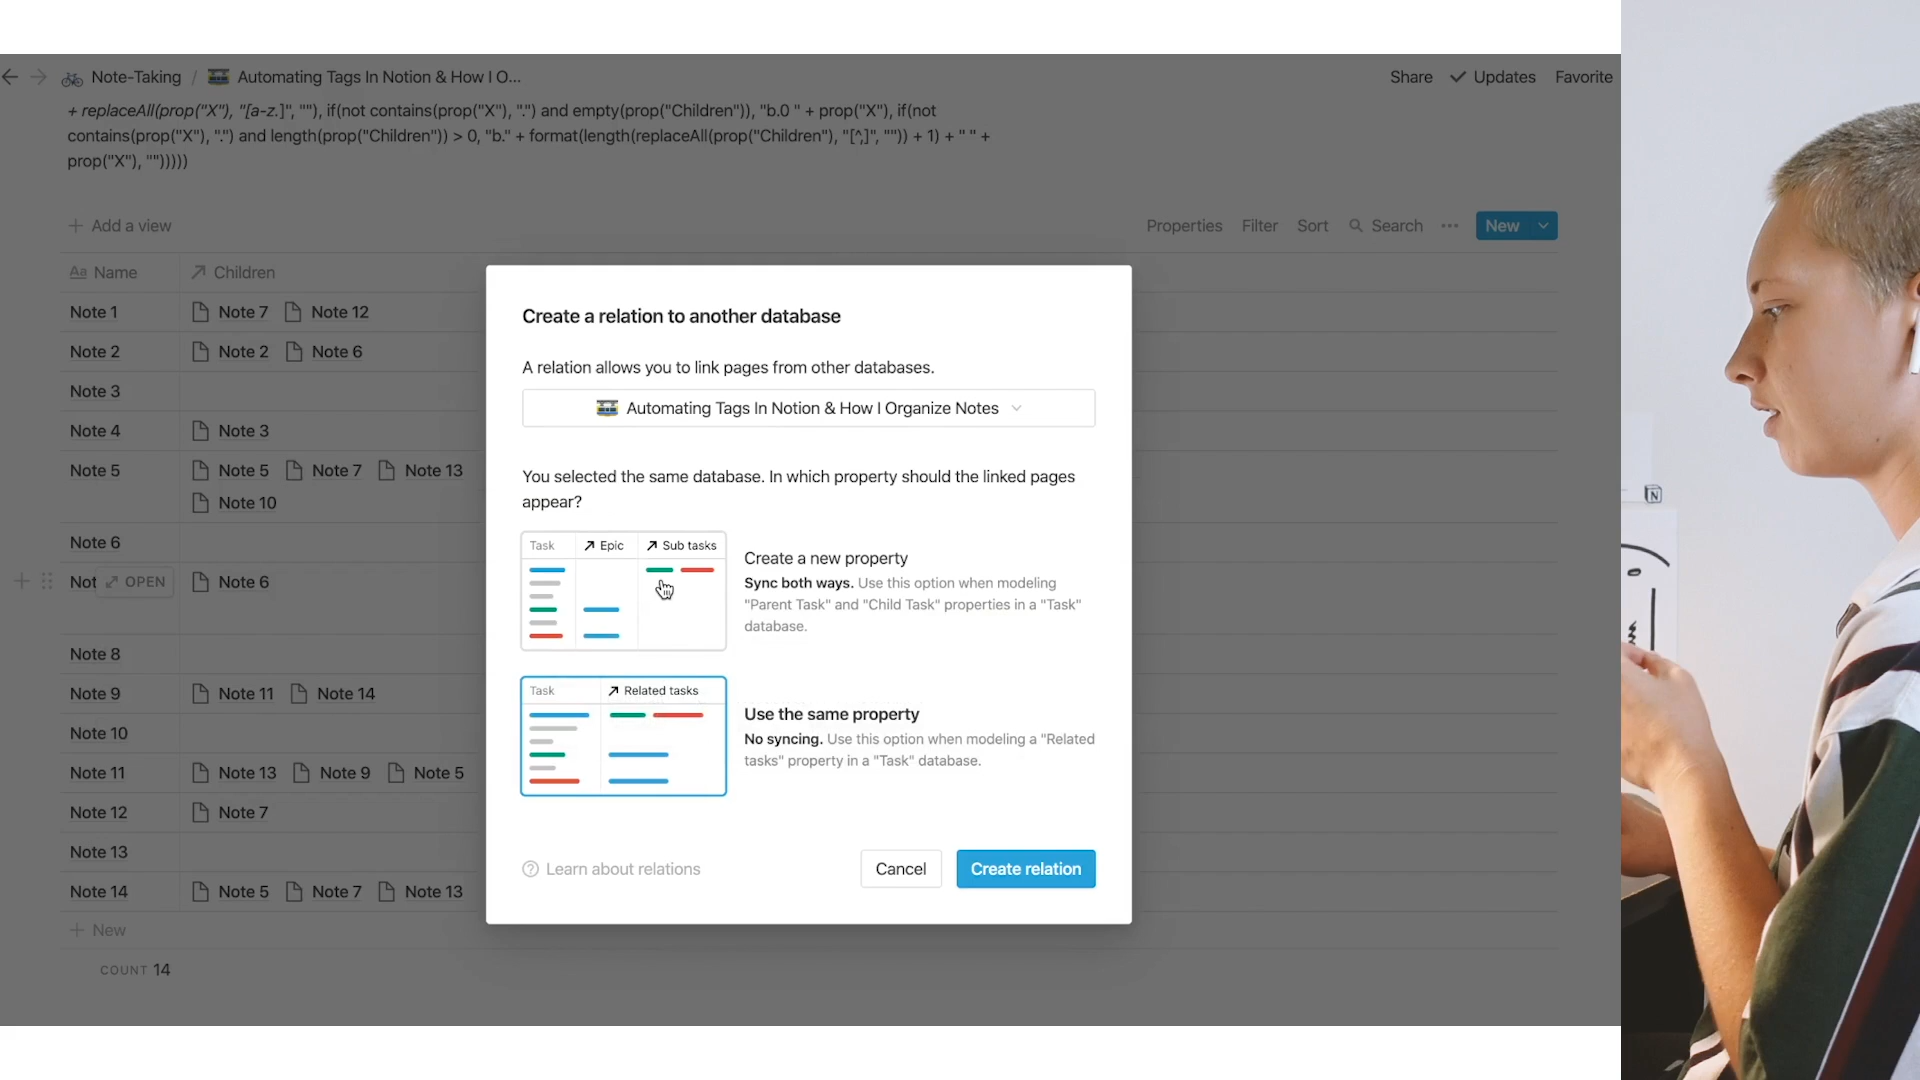 Note-Taking / Automating Tags In Notion & How I O...
Share Updates Favorite
+ replaceAll(prop("X"), "[a-z.]", ""), if(not contains(prop("X"), ".") and empty(prop("Children")), "b.0 " + prop("X"), if(not
contains(prop("X"), ".") and length(prop("Children")) > 0, "b." + format(length(replaceAll(prop("Children"), "[^,]", "")) + 1) + " " +
prop("X"), "")))))
+ Add a view
Properties Filter Sort Search ... New
Aa Name Children
Note 1 Note 7 Note 12
Note 2 Note 2 Note 6
Note 3
Note 4 Note 3
Note 5 Note 5 Note 7 Note 13
Note 10
Note 6
Not OPEN Note 6
Note 8
Note 9 Note 11 Note 14
Note 10
Note 11 Note 13 Note 9 Note 5
Note 12 Note 7
Note 13
Note 14 Note 5 Note 7 Note 13
+ New
COUNT 14
Create a relation to another database
A relation allows you to link pages from other databases.
Automating Tags In Notion & How I Organize Notes
You selected the same database. In which property should the linked pages
appear?
Task Epic Sub tasks
Create a new property
Sync both ways. Use this option when modeling
"Parent Task" and "Child Task" properties in a "Task"
database.
Task Related tasks
Use the same property
No syncing. Use this option when modeling a "Related
tasks" property in a "Task" database.
? Learn about relations
Cancel
Create relation
N